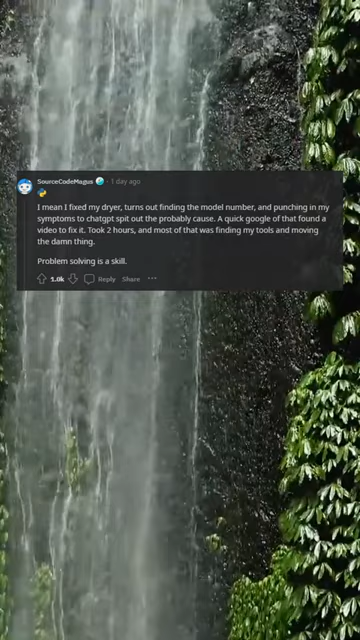 SourceCodeMagus · 1 day ago
I mean I fixed my dryer, turns out finding the model number, and punching in my
symptoms to chatgpt spit out the probably cause. A quick google of that found a
video to fix it. Took 2 hours, and most of that was finding my tools and moving
the damn thing.
Problem solving is a skill.
1.0k Reply Share ...